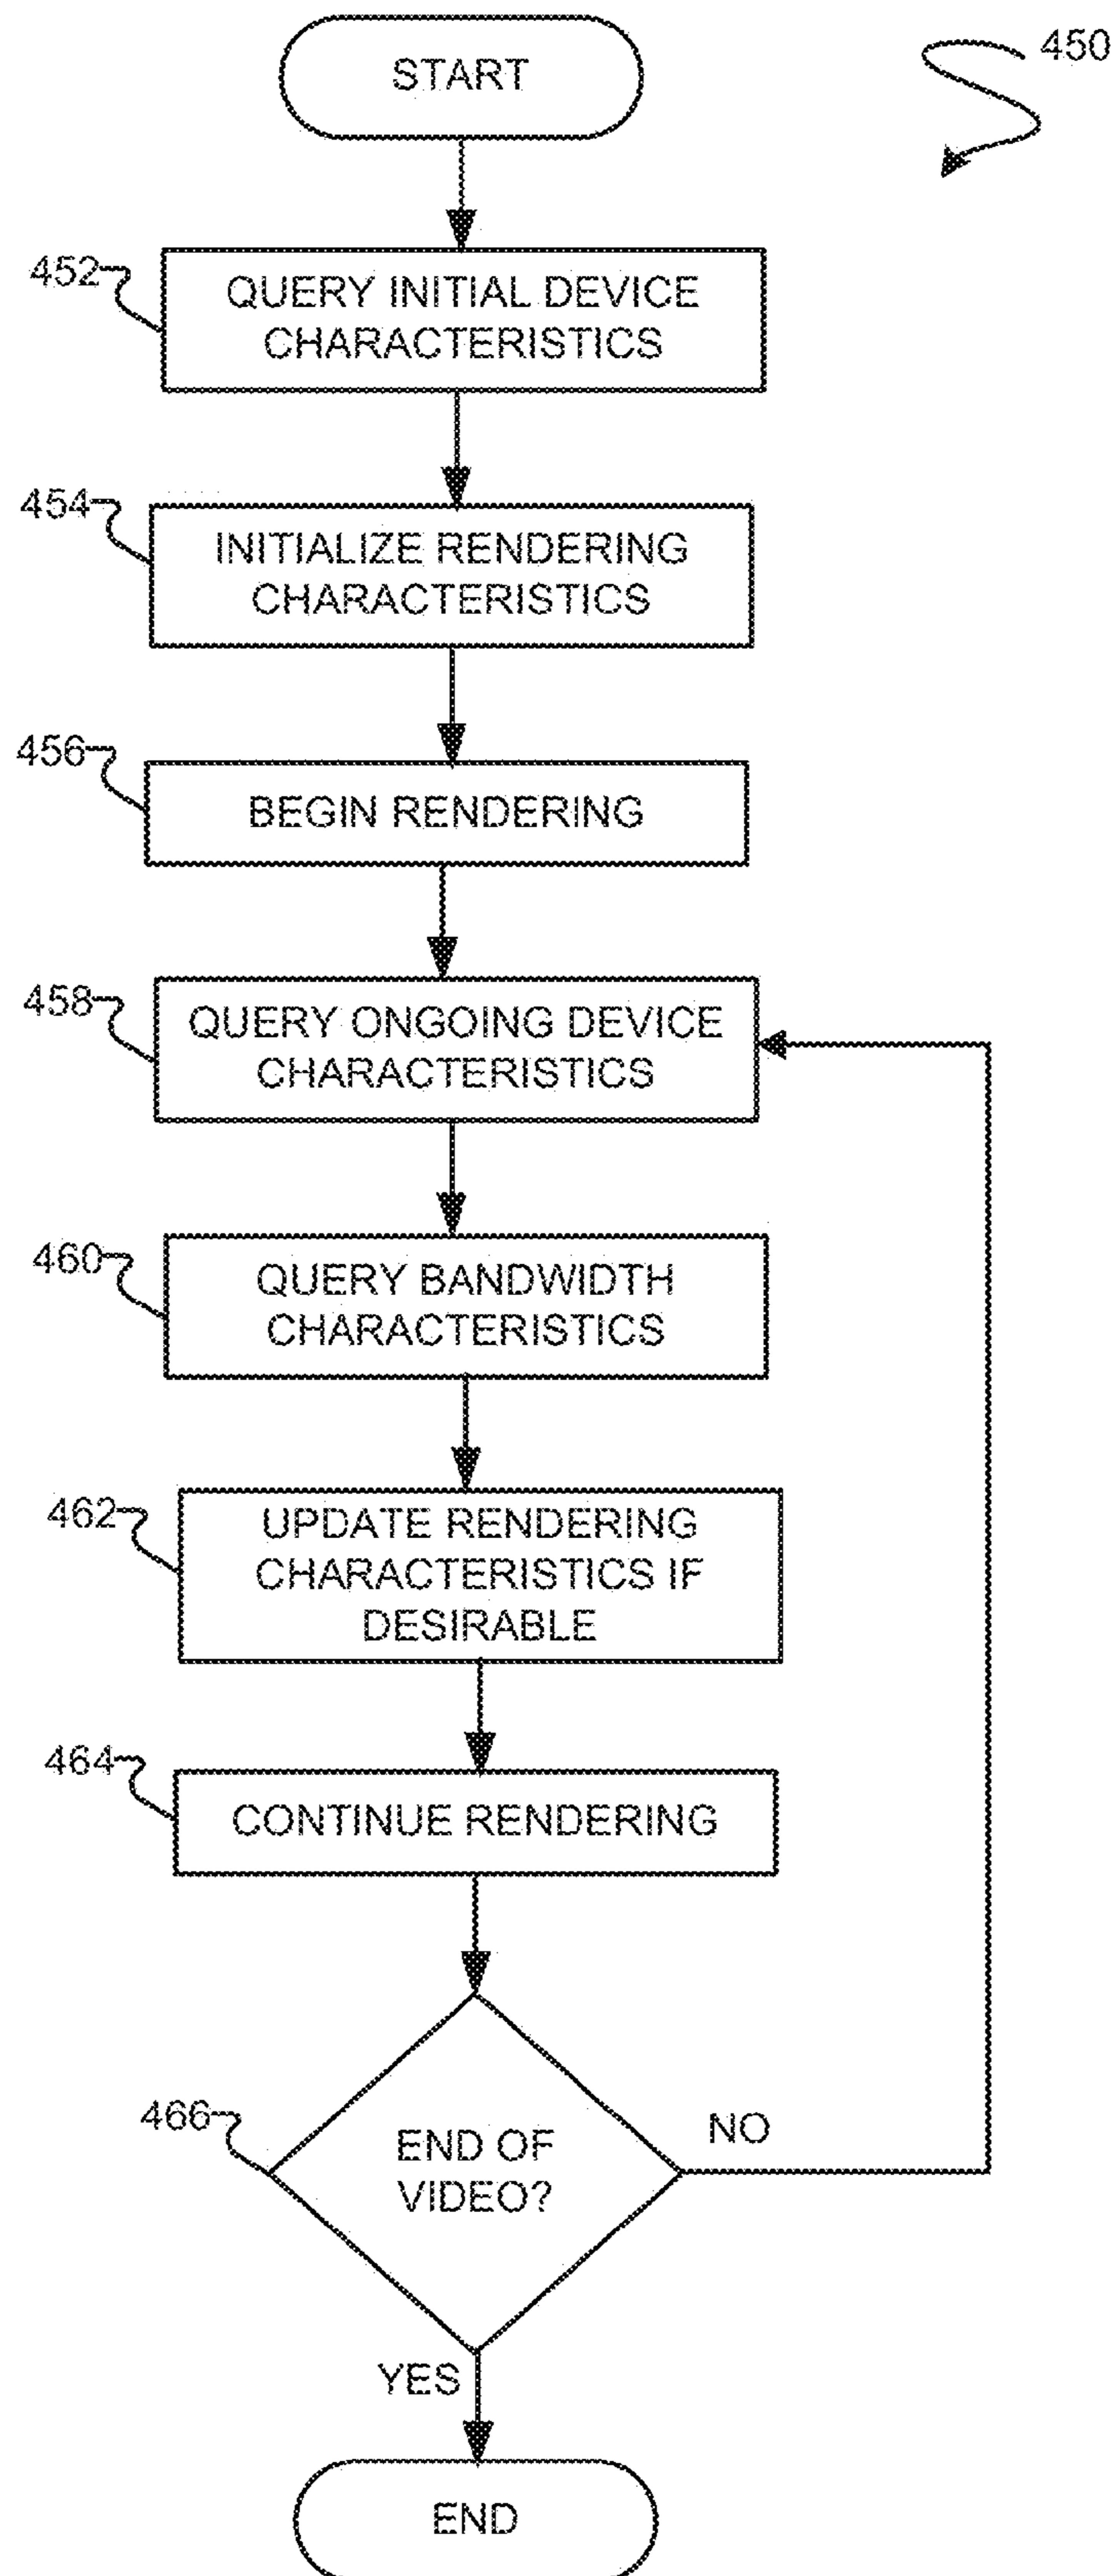 START
450
452
QUERY INITIAL DEVICE
CHARACTERISTICS
454
INITIALIZE RENDERING
CHARACTERISTICS
456
BEGIN RENDERING
458
QUERY ONGOING DEVICE
CHARACTERISTICS
460
QUERY BANDWIDTH
CHARACTERISTICS
462
UPDATE RENDERING
CHARACTERISTICS IF
DESIRABLE
464
CONTINUE RENDERING
466
END OF
VIDEO?
NO
YES
END